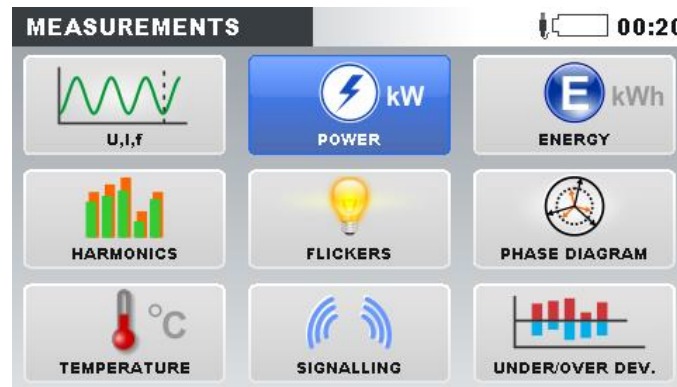 MEASUREMENTS 00:20
U,I,f
kW
POWER
E kWh
ENERGY
HARMONICS
FLICKERS
PHASE DIAGRAM
°C
TEMPERATURE
SIGNALLING
UNDER/OVER DEV.